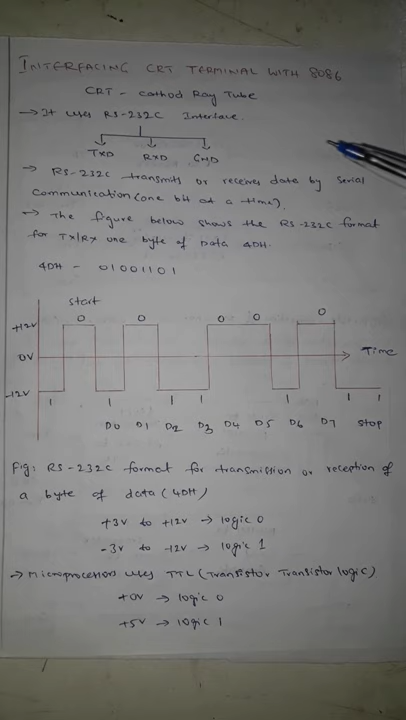 INTERFACING CRT TERMINAL WITH 8086
CRT - Cathod Ray Tube
→ It uses RS-232C Interface.
TXD RXD GND
→ RS-232C transmits or receives data by serial
Communication (one bit at a time).
→ The figure below shows the RS-232C format
for TX/RX one byte of Data 4DH.
4DH - 01001101
start
+12V 0 0 0 0 0
0V Time
-12V 1 1 1 1 1 1 1
D0 D1 D2 D3 D4 D5 D6 D7 stop
Fig: RS-232C format for transmission or reception of
a byte of data (4DH)
+3V to +12V → logic 0
-3V to -12V → logic 1
→ Microprocessors uses TTL (Transistor Transistor logic)
+0V → logic 0
+5V → logic 1